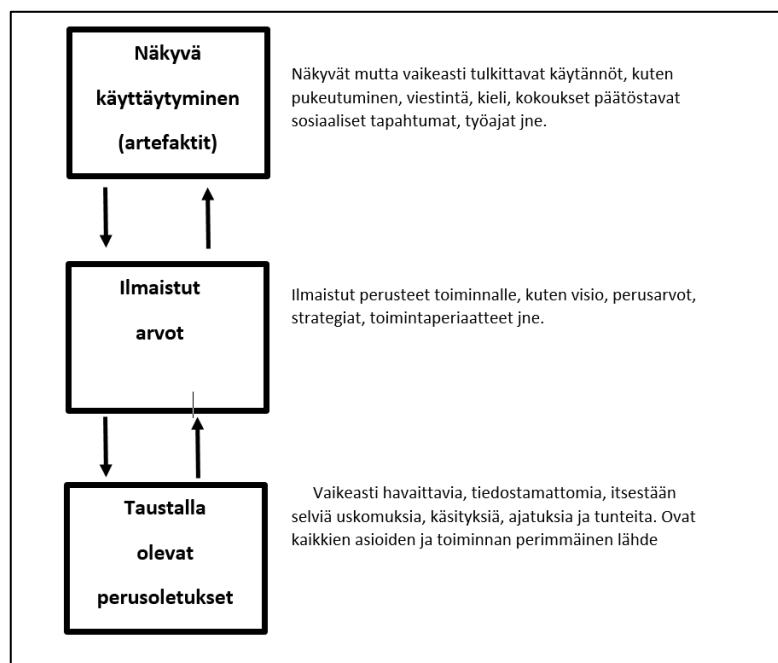 Näkyvä
käyttäytyminen
(artefaktit)
Näkyvät mutta vaikeasti tulkittavat käytännöt, kuten
pukeutuminen, viestintä, kieli, kokoukset päätöstavat
sosiaaliset tapahtumat, työajat jne.
Ilmaistut
arvot
Ilmaistut perusteet toiminnalle, kuten visio, perusarvot,
strategiat, toimintaperiaatteet jne.
Taustalla
olevat
perusoletukset
Vaikeasti havaittavia, tiedostamattomia, itsestään
selviä uskomuksia, käsityksiä, ajatuksia ja tunteita. Ovat
kaikkien asioiden ja toiminnan perimmäinen lähde